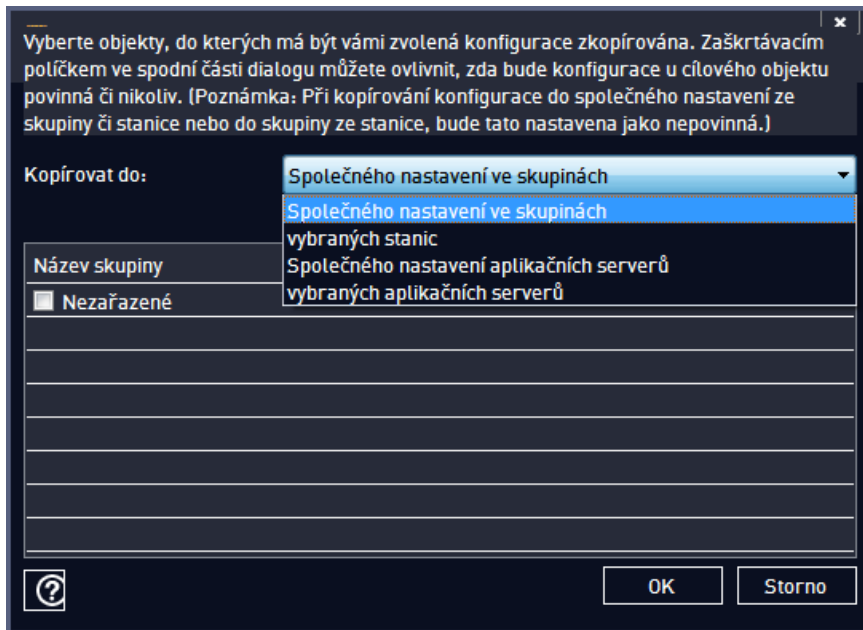 Vyberte objekty, do kterých má být vámi zvolená konfigurace zkopírována. Zaškrtávacím
políčkem ve spodní části dialogu můžete ovlivnit, zda bude konfigurace u cílového objektu
povinná či nikoliv. (Poznámka: Při kopírování konfigurace do společného nastavení ze
skupiny či stanice nebo do skupiny ze stanice, bude tato nastavena jako nepovinná.)
Kopírovat do:
Společného nastavení ve skupinách
Společného nastavení ve skupinách
vybraných stanic
Společného nastavení aplikačních serverů
vybraných aplikačních serverů
Název skupiny
Nezařazené
OK
Storno